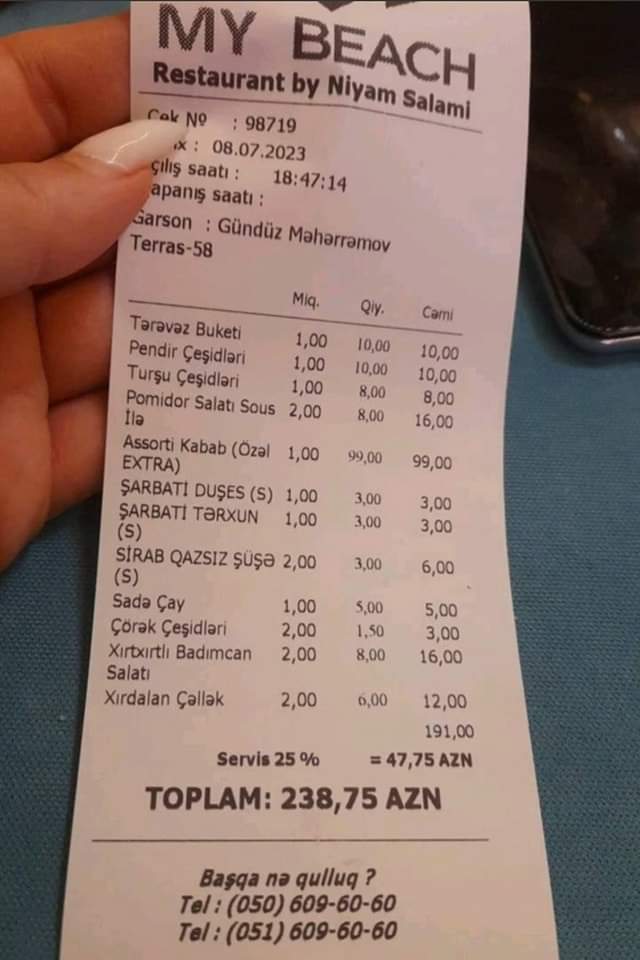 MY BEACH
Restaurant by Niyam Salami
Çek Nº : 98719
: 08.07.2023
çılış saatı : 18:47:14
apanış saatı :
Garson : Gündüz Məhərrəmov
Terras-58
Miq. Qiy. Cəmi
Tərəvəz Buketi 1,00 10,00 10,00
Pendir Çeşidləri 1,00 10,00 10,00
Turşu Çeşidləri 1,00 8,00 8,00
Pomidor Salatı Sous 2,00 8,00 16,00
İlə
Assorti Kabab (Özəl 1,00 99,00 99,00
EXTRA)
ŞARBATİ DUŞES (S) 1,00 3,00 3,00
ŞARBATİ TƏRXUN 1,00 3,00 3,00
(S)
SİRAB QAZSIZ ŞÜŞƏ 2,00 3,00 6,00
(S)
Sadə Çay 1,00 5,00 5,00
Çörək Çeşidləri 2,00 1,50 3,00
Xırtxırtlı Badımcan 2,00 8,00 16,00
Salatı
Xırdalan Çəllək 2,00 6,00 12,00
191,00
Servis 25 % = 47,75 AZN
TOPLAM: 238,75 AZN
Başqa nə qulluq ?
Tel : (050) 609-60-60
Tel : (051) 609-60-60